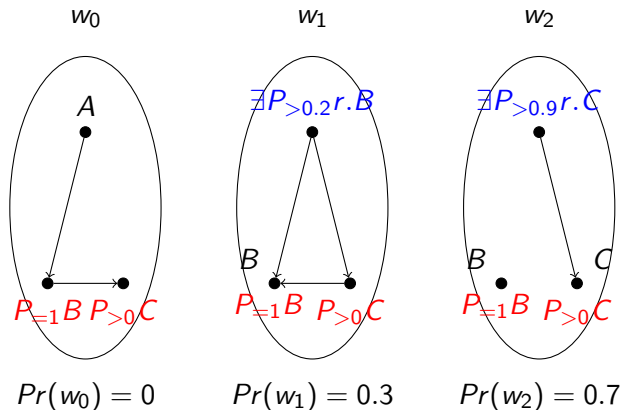 w₀ w₁ w₂
A ∃P>0.2r.B ∃P>0.9r.C
B B C
P=1B P>0C P=1B P>0C P=1B P>0C
Pr(w₀) = 0 Pr(w₁) = 0.3 Pr(w₂) = 0.7